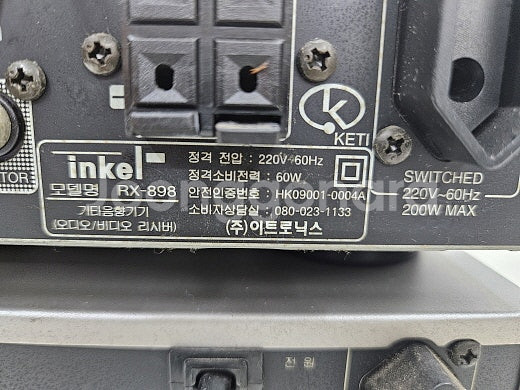 KETI
TOR
inkel
모델명 RX-898
기타음향기기
(오디오/비디오 리시버)
정격 전압 : 220V~60Hz
정격소비전력 : 60W
안전인증번호 : HK09001-0004A
소비자상담실 : 080-023-1133
(주)이트로닉스
SWITCHED
220V~60Hz
200W MAX
전원